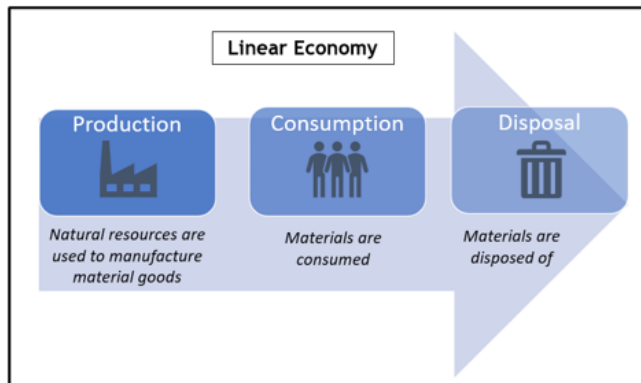 Linear Economy
Production
Consumption
Disposal
Natural resources are
used to manufacture
material goods
Materials are
consumed
Materials are
disposed of